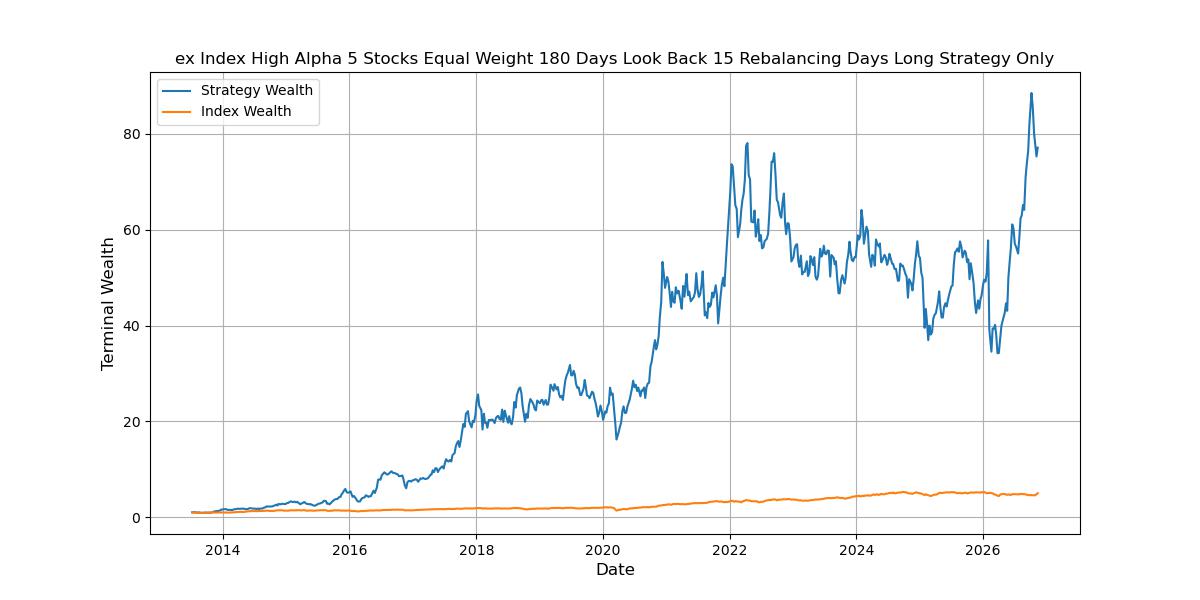 ex Index High Alpha 5 Stocks Equal Weight 180 Days Look Back 15 Rebalancing Days Long Strategy Only
Strategy Wealth
Index Wealth
Terminal Wealth
80
60
40
20
0
2014 2016 2018 2020 2022 2024 2026
Date